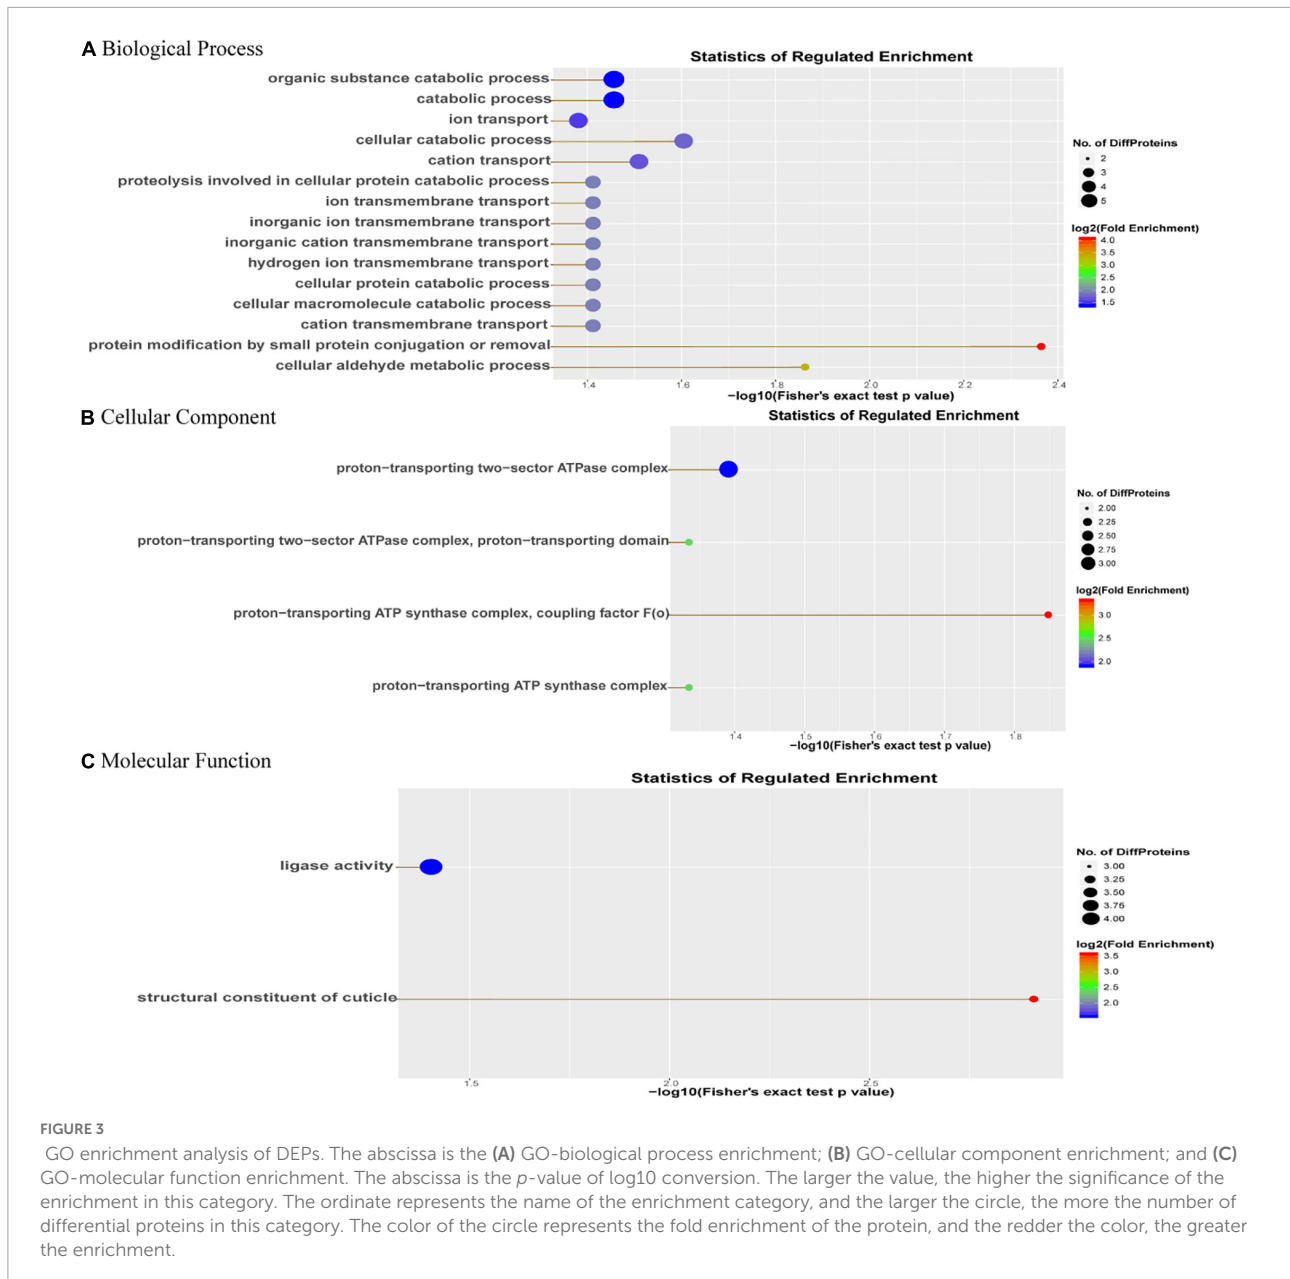 A Biological Process
Statistics of Regulated Enrichment
organic substance catabolic process
catabolic process
ion transport
cellular catabolic process
cation transport
proteolysis involved in cellular protein catabolic process
ion transmembrane transport
inorganic ion transmembrane transport
inorganic cation transmembrane transport
hydrogen ion transmembrane transport
cellular protein catabolic process
cellular macromolecule catabolic process
cation transmembrane transport
protein modification by small protein conjugation or removal
cellular aldehyde metabolic process
1.4 1.6 1.8 2.0 2.2 2.4
−log10(Fisher's exact test p value)
No. of DiffProteins
2
3
4
5
log2(Fold Enrichment)
4.0
3.5
3.0
2.5
2.0
1.5
B Cellular Component
Statistics of Regulated Enrichment
proton−transporting two−sector ATPase complex
proton−transporting two−sector ATPase complex, proton−transporting domain
proton−transporting ATP synthase complex, coupling factor F(o)
proton−transporting ATP synthase complex
1.4 1.5 1.6 1.7 1.8
−log10(Fisher's exact test p value)
No. of DiffProteins
2.00
2.25
2.50
2.75
3.00
log2(Fold Enrichment)
3.0
2.5
2.0
C Molecular Function
Statistics of Regulated Enrichment
ligase activity
structural constituent of cuticle
1.5 2.0 2.5
−log10(Fisher's exact test p value)
No. of DiffProteins
3.00
3.25
3.50
3.75
4.00
log2(Fold Enrichment)
3.5
3.0
2.5
2.0
FIGURE 3
GO enrichment analysis of DEPs. The abscissa is the (A) GO-biological process enrichment; (B) GO-cellular component enrichment; and (C)
GO-molecular function enrichment. The abscissa is the p-value of log10 conversion. The larger the value, the higher the significance of the
enrichment in this category. The ordinate represents the name of the enrichment category, and the larger the circle, the more the number of
differential proteins in this category. The color of the circle represents the fold enrichment of the protein, and the redder the color, the greater
the enrichment.